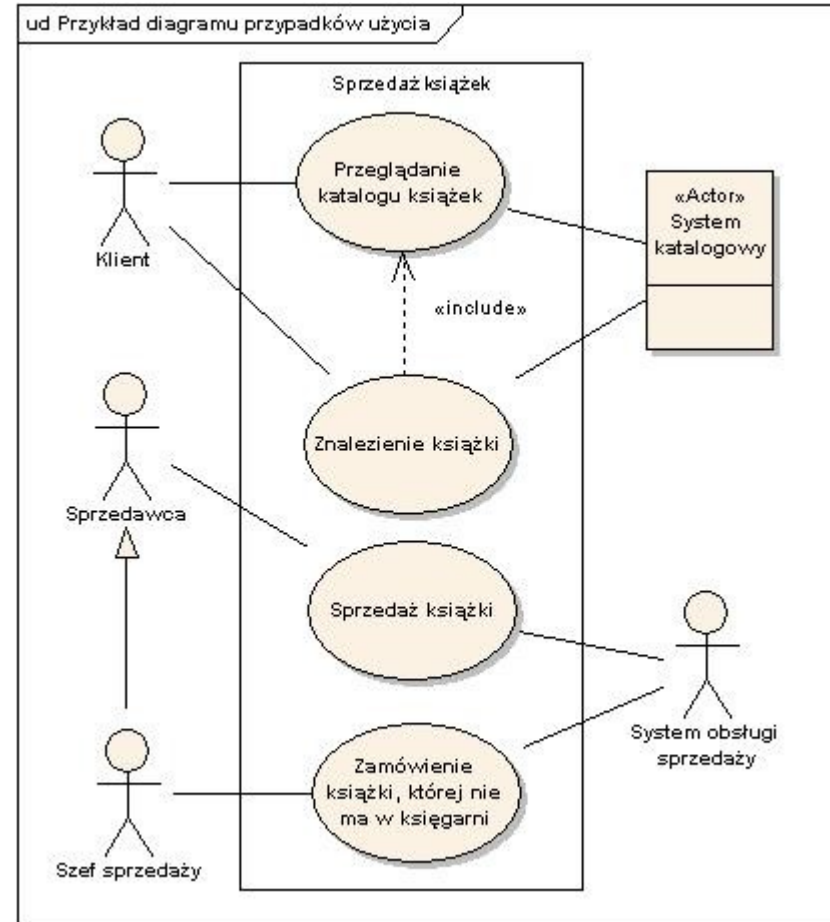 ud Przykład diagramu przypadków użycia
Sprzedaż książek
Przeglądanie
katalogu książek
Klient
«Actor»
System
katalogowy
«include»
Znalezienie książki
Sprzedawca
Sprzedaż książki
System obsługi
sprzedaży
Zamówienie
książki, której nie
ma w księgarni
Szef sprzedaży